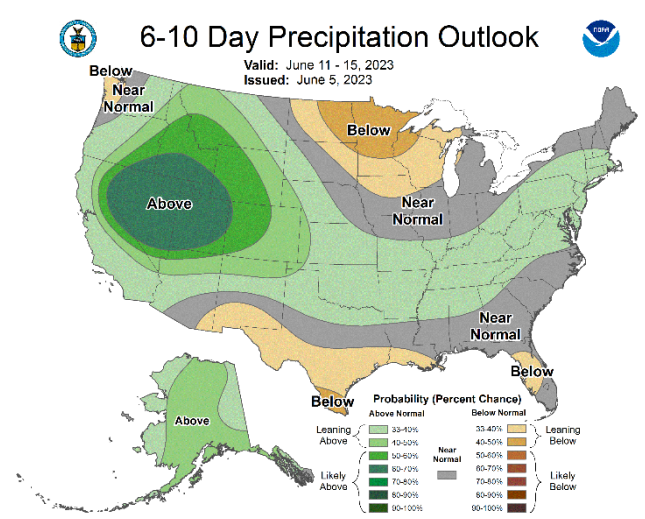 6-10 Day Precipitation Outlook
Valid: June 11 - 15, 2023
Issued: June 5, 2023
NOAA
Below
Near
Normal
Below
Above
Near
Normal
Near
Normal
Below
Below
Above
Probability (Percent Chance)
Above Normal
Below Normal
Leaning
Above
33-40%
40-50%
50-60%
60-70%
70-80%
80-90%
90-100%
Likely
Above
Near
Normal
33-40%
40-50%
50-60%
60-70%
70-80%
80-90%
90-100%
Leaning
Below
Likely
Below